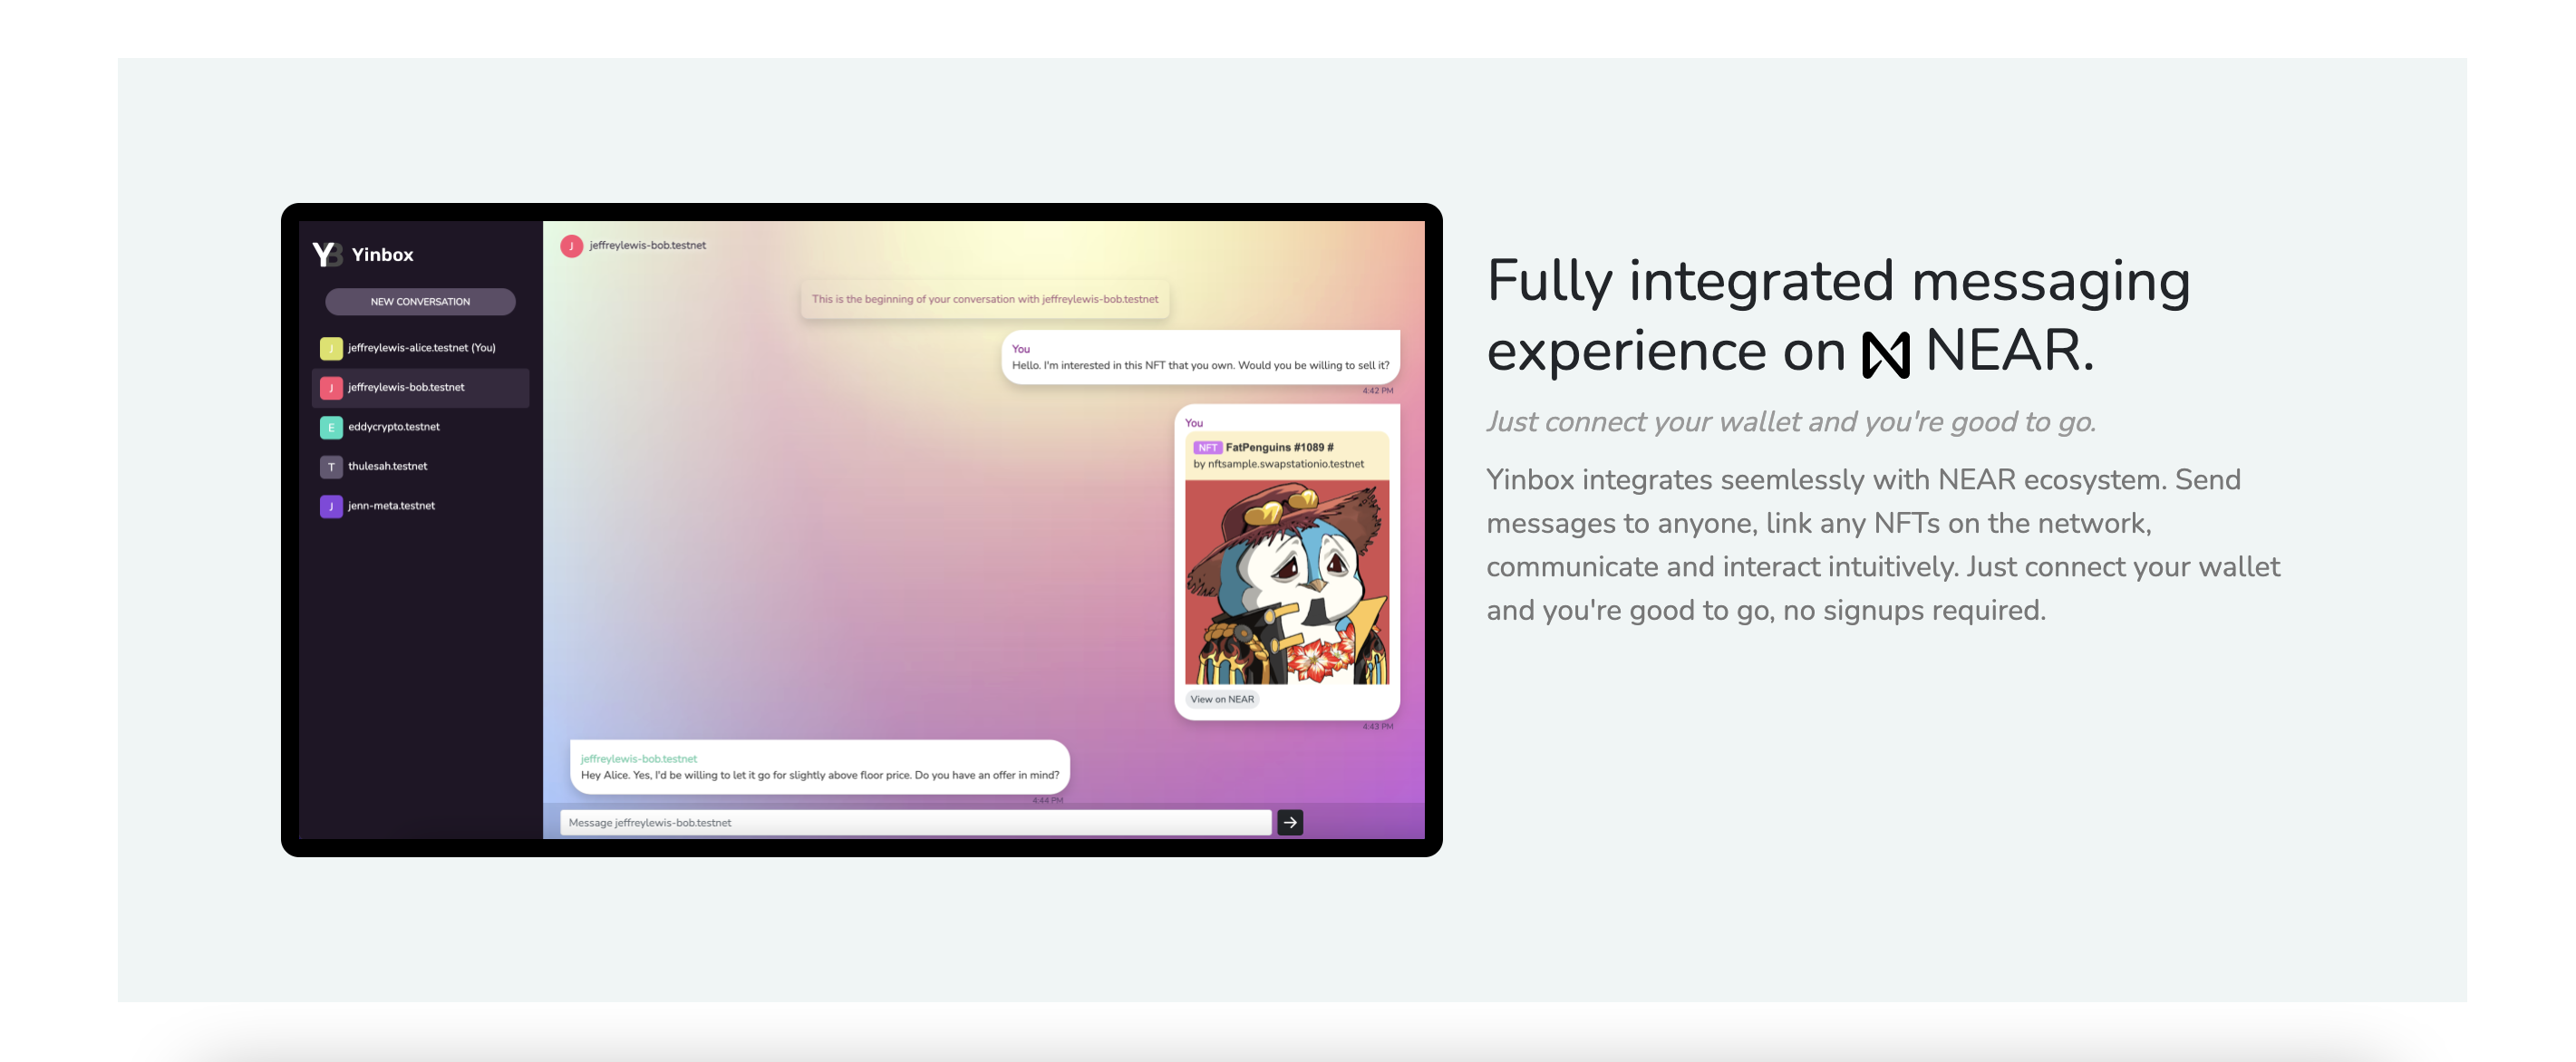 Yinbox
NEW CONVERSATION
J jeffreylewis-alice.testnet (You)
J jeffreylewis-bob.testnet
E eddycrypto.testnet
T thulesah.testnet
J jenn-meta.testnet
J jeffreylewis-bob.testnet
This is the beginning of your conversation with jeffreylewis-bob.testnet
You
Hello. I'm interested in this NFT that you own. Would you be willing to sell it?
4:42 PM
You
NFT FatPenguins #1089 #
by nftsample.swapstationio.testnet
View on NEAR
4:43 PM
jeffreylewis-bob.testnet
Hey Alice. Yes, I'd be willing to let it go for slightly above floor price. Do you have an offer in mind?
4:44 PM
Message jeffreylewis-bob.testnet
Fully integrated messaging
experience on N NEAR.
Just connect your wallet and you're good to go.
Yinbox integrates seemlessly with NEAR ecosystem. Send
messages to anyone, link any NFTs on the network,
communicate and interact intuitively. Just connect your wallet
and you're good to go, no signups required.